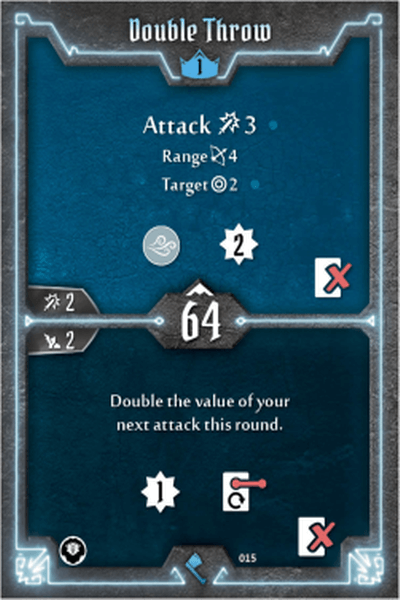 Double Throw
1
Attack 3
Range 4
Target 2
2
2
64
2
Double the value of your
next attack this round.
1
015